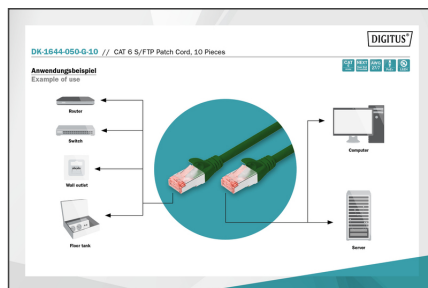 DIGITUS®
DK-1644-050-G-10 // CAT 6 S/FTP Patch Cord, 10 Pieces
Anwendungsbeispiel
Example of use
Router
Switch
Wall outlet
Floor tank
Computer
Server